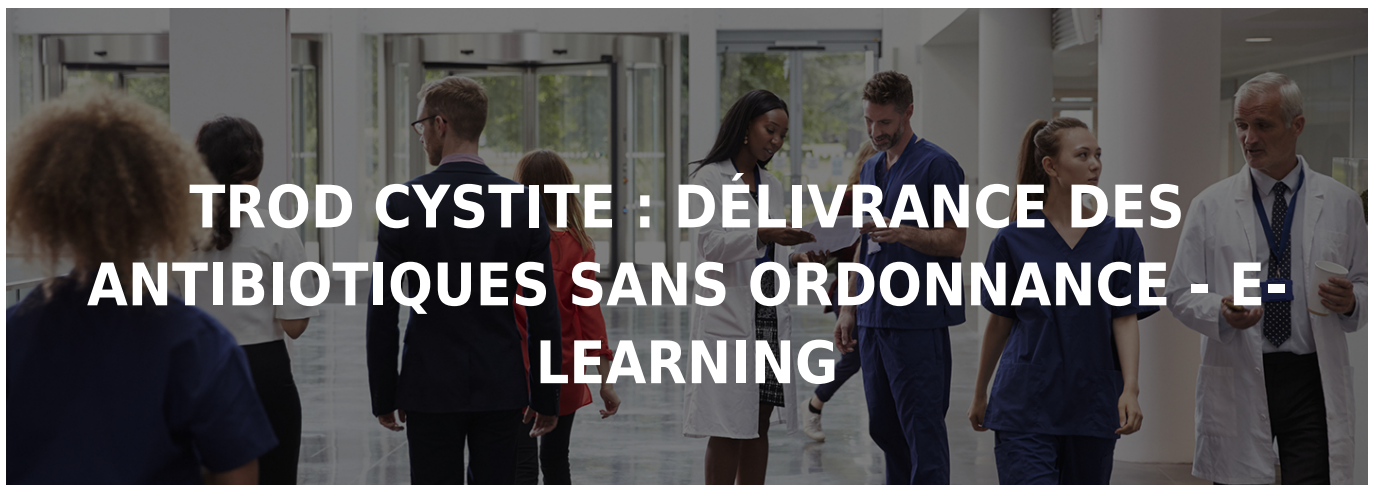 TROD CYSTITE : DÉLIVRANCE DES
ANTIBIOTIQUES SANS ORDONNANCE - E-
LEARNING